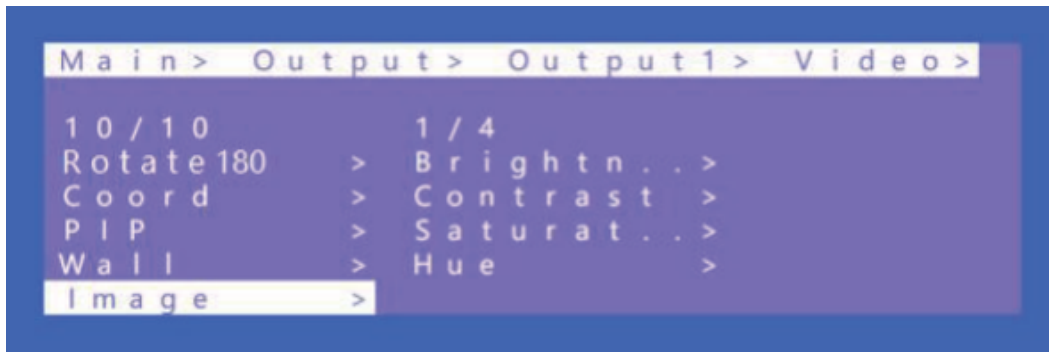 Main> Output> Output1> Video>
10/10 1/4
Rotate180 > Brightn..>
Coord > Contrast >
PIP > Saturat..>
Wall > Hue >
Image >